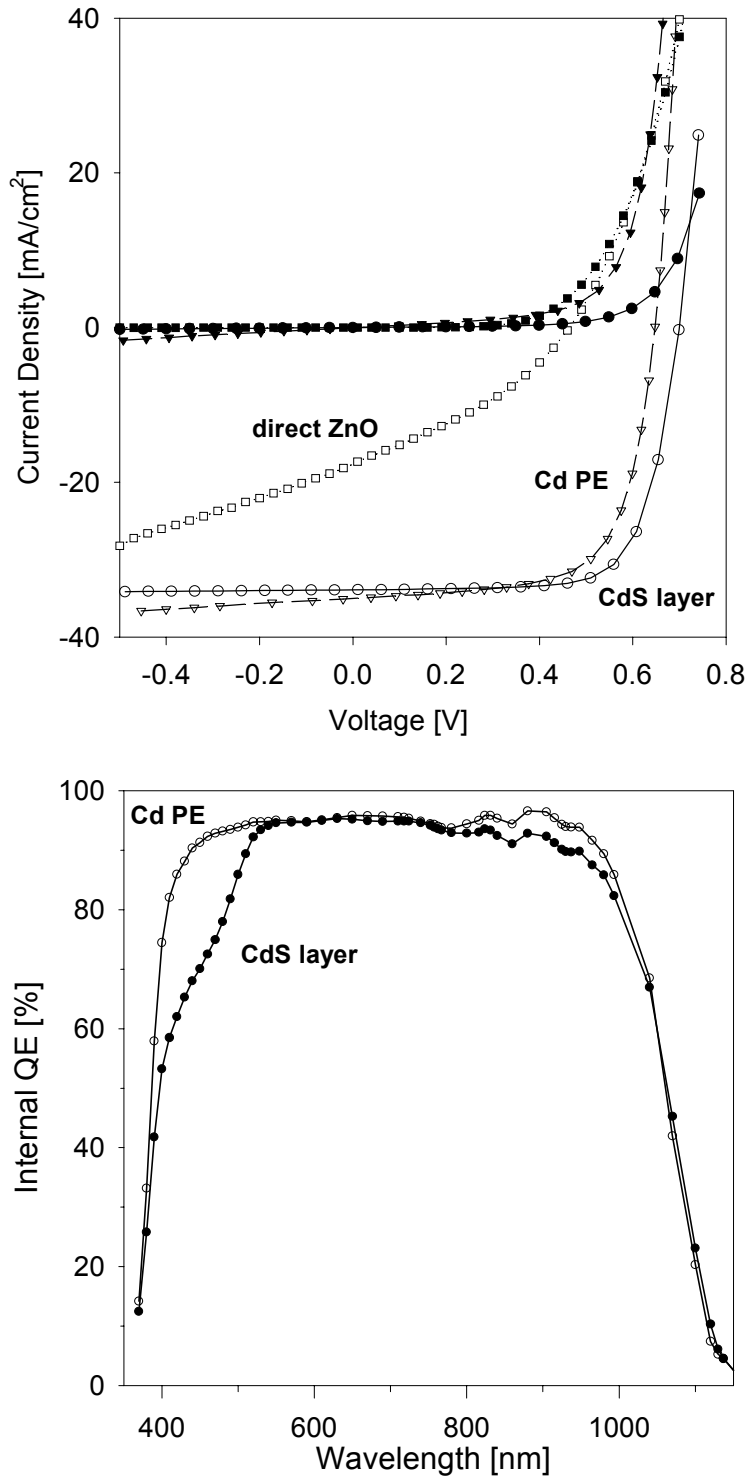 40
20
0
-20
-40
Current Density [mA/cm²]
direct ZnO
Cd PE
CdS layer
-0.4 -0.2 0.0 0.2 0.4 0.6 0.8
Voltage [V]
100
80
60
40
20
0
Internal QE [%]
Cd PE
CdS layer
400 600 800 1000
Wavelength [nm]